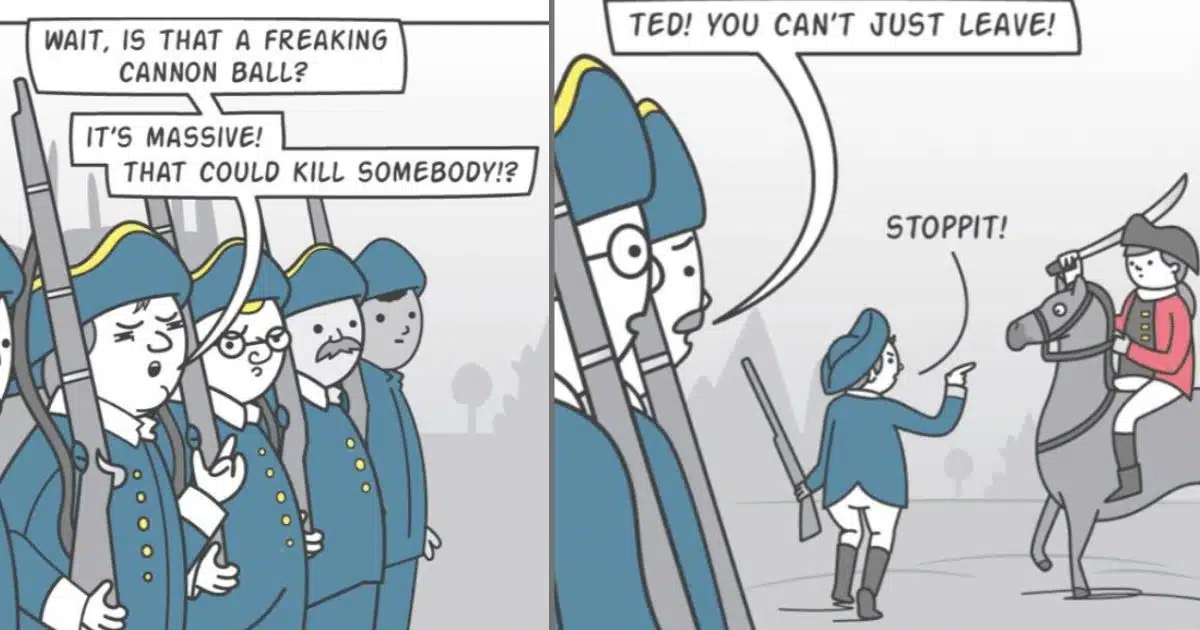 WAIT, IS THAT A FREAKING
CANNON BALL?
IT'S MASSIVE!
THAT COULD KILL SOMEBODY!?
TED! YOU CAN'T JUST LEAVE!
STOPPIT!